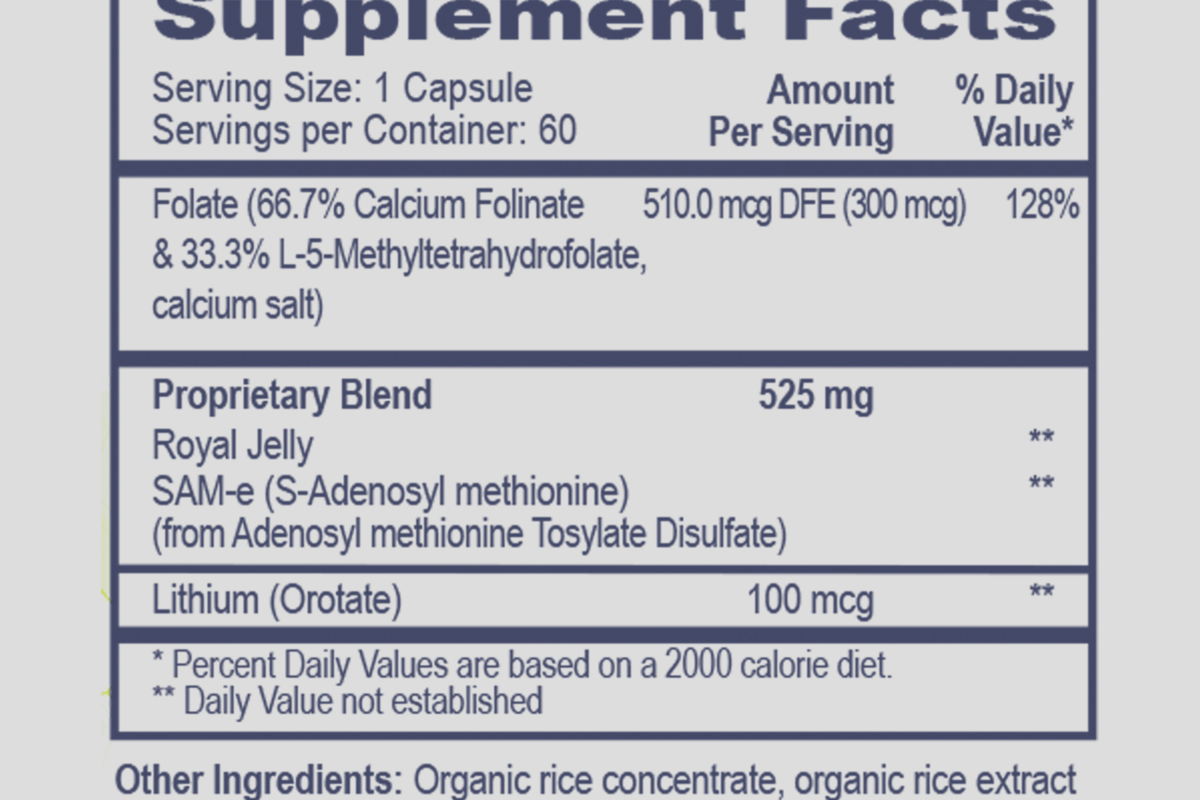 Supplement Facts
Serving Size: 1 Capsule
Servings per Container: 60
Amount Per Serving
% Daily Value*
Folate (66.7% Calcium Folinate 510.0 mcg DFE (300 mcg) 128%
& 33.3% L-5-Methyltetrahydrofolate,
calcium salt)
Proprietary Blend 525 mg
Royal Jelly **
SAM-e (S-Adenosyl methionine) **
(from Adenosyl methionine Tosylate Disulfate)
Lithium (Orotate) 100 mcg **
* Percent Daily Values are based on a 2000 calorie diet.
** Daily Value not established
Other Ingredients: Organic rice concentrate, organic rice extract